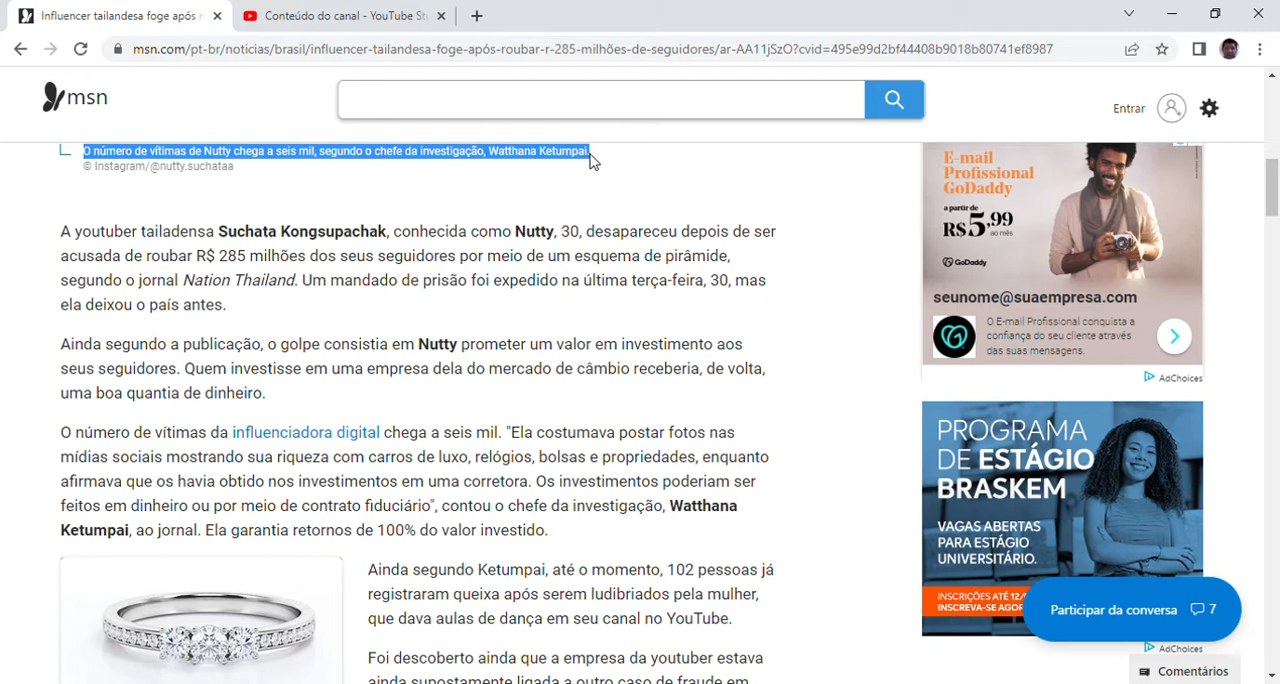 Influencer tailandesa foge após r
Conteúdo do canal - YouTube St
msn.com/pt-br/noticias/brasil/influencer-tailandesa-foge-após-roubar-r-285-milhões-de-seguidores/ar-AA11jSzO?cvid=495e99d2bf44408b9018b80741ef8987
msn
Entrar
O número de vítimas de Nutty chega a seis mil, segundo o chefe da investigação, Watthana Ketumpai.
© Instagram/@nutty.suchataa
A youtuber tailadensa Suchata Kongsupachak, conhecida como Nutty, 30, desapareceu depois de ser
acusada de roubar R$ 285 milhões dos seus seguidores por meio de um esquema de pirâmide,
segundo o jornal Nation Thailand. Um mandado de prisão foi expedido na última terça-feira, 30, mas
ela deixou o país antes.
Ainda segundo a publicação, o golpe consistia em Nutty prometer um valor em investimento aos
seus seguidores. Quem investisse em uma empresa dela do mercado de câmbio receberia, de volta,
uma boa quantia de dinheiro.
O número de vítimas da influenciadora digital chega a seis mil. "Ela costumava postar fotos nas
mídias sociais mostrando sua riqueza com carros de luxo, relógios, bolsas e propriedades, enquanto
afirmava que os havia obtido nos investimentos em uma corretora. Os investimentos poderiam ser
feitos em dinheiro ou por meio de contrato fiduciário", contou o chefe da investigação, Watthana
Ketumpai, ao jornal. Ela garantia retornos de 100% do valor investido.
Ainda segundo Ketumpai, até o momento, 102 pessoas já
registraram queixa após serem ludibriados pela mulher,
que dava aulas de dança em seu canal no YouTube.
Foi descoberto ainda que a empresa da youtuber estava
ainda supostamente ligada a outro caso de fraude em
E-mail
Profissional
GoDaddy
a partir de
R$5,99
ao mês
GoDaddy
seunome@suaempresa.com
O E-mail Profissional conquista a
confiança do seu cliente através
das suas mensagens.
AdChoices
PROGRAMA
DE ESTÁGIO
BRASKEM
VAGAS ABERTAS
PARA ESTÁGIO
UNIVERSITÁRIO.
INSCRIÇÕES ATÉ 12/
INSCREVA-SE AGOR
Participar da conversa 7
AdChoices
Comentários